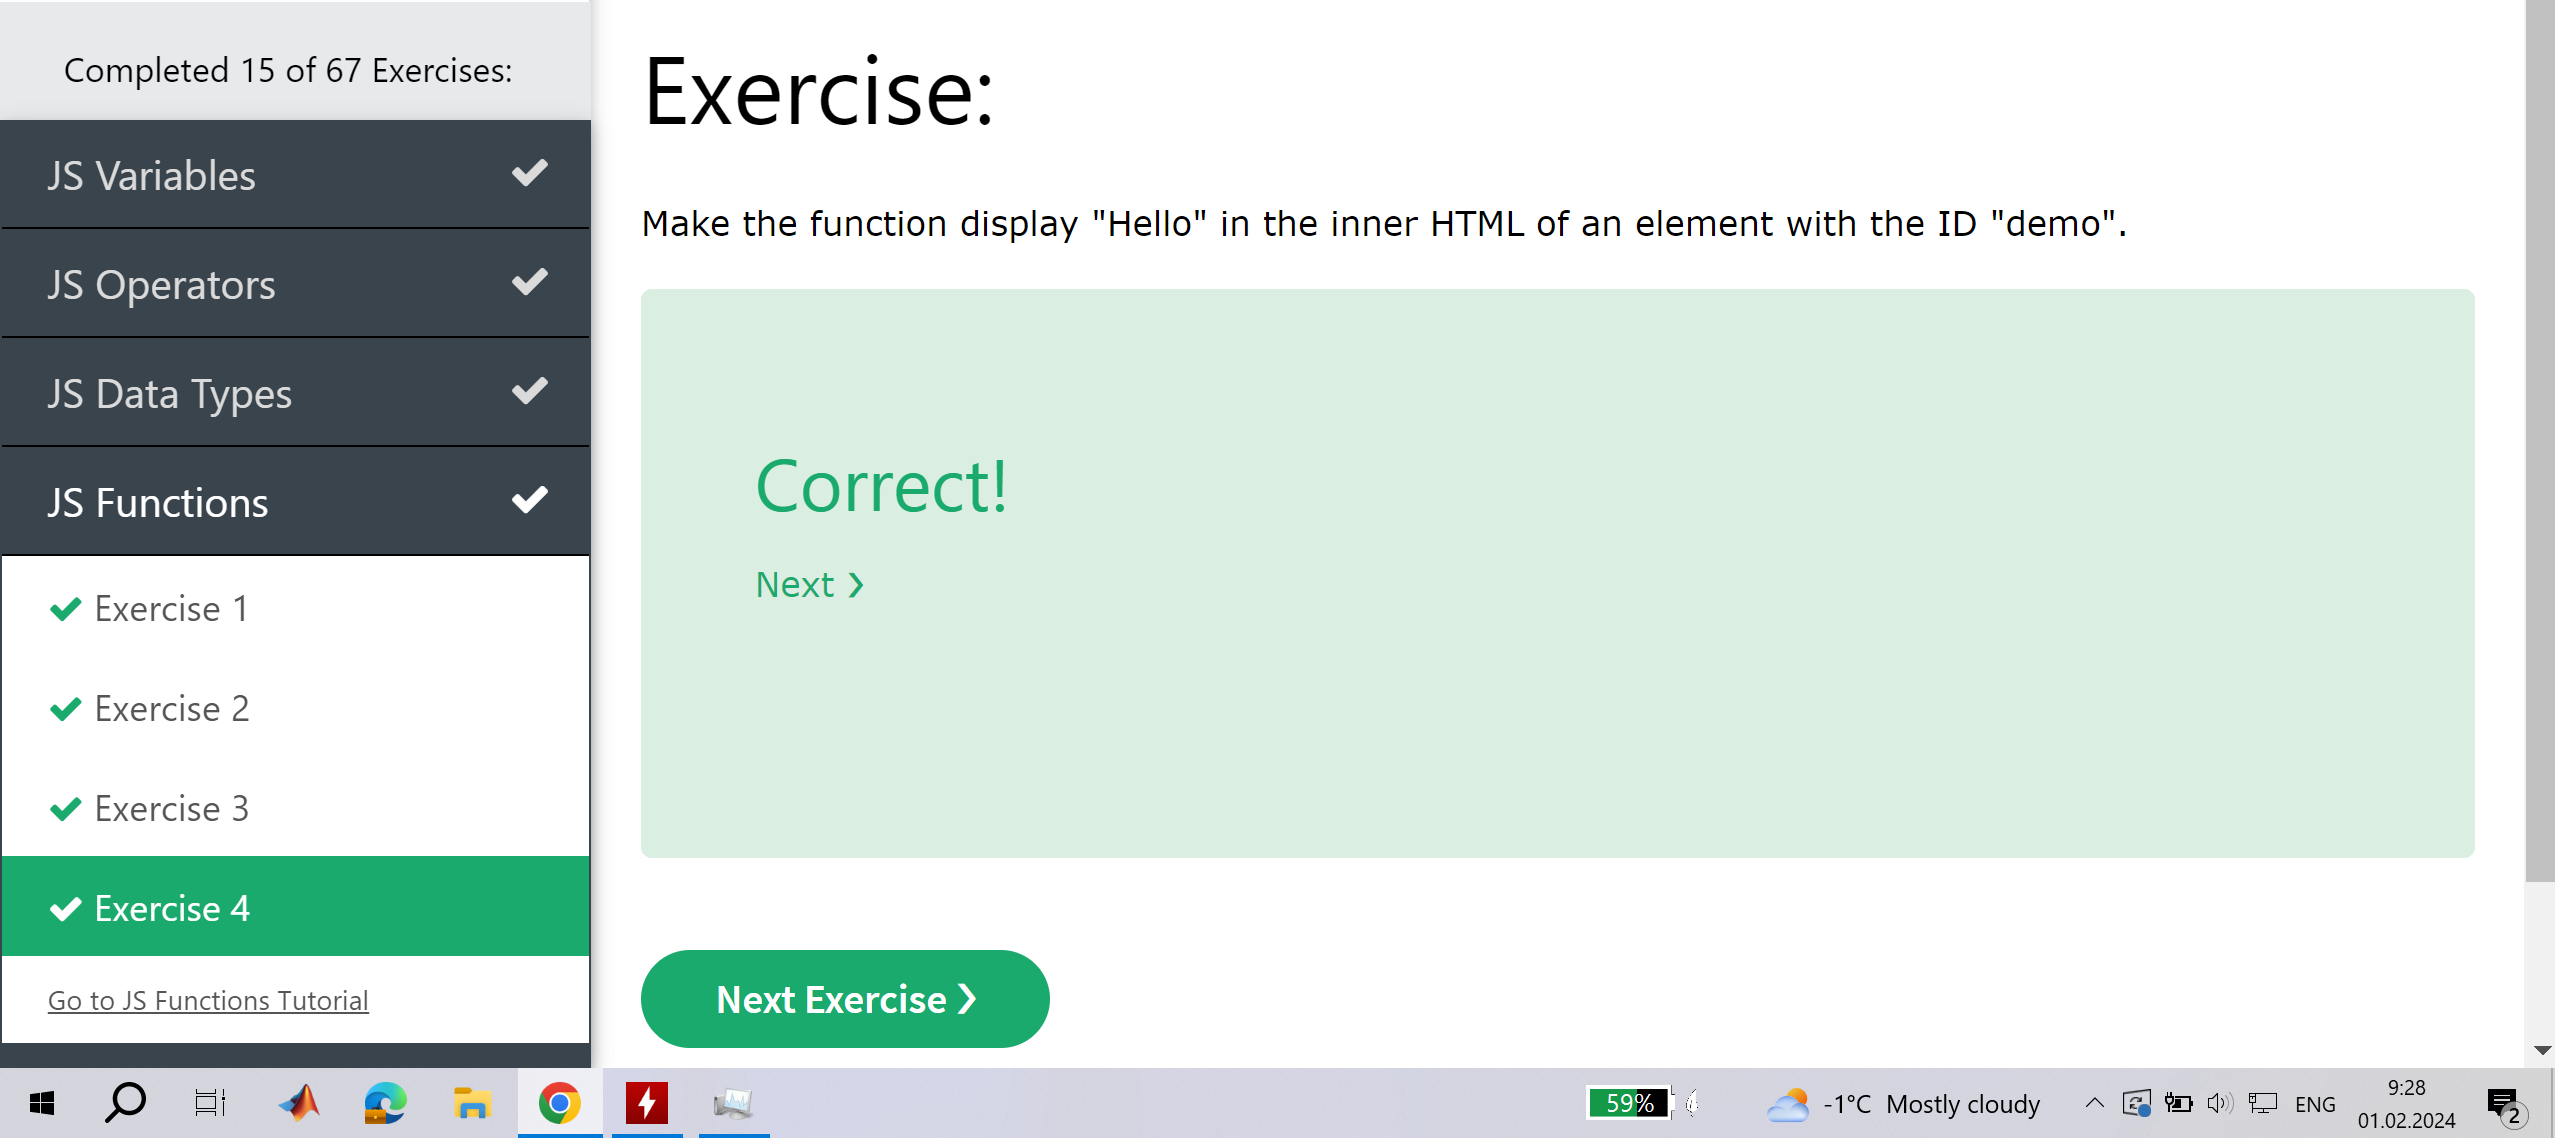 Completed 15 of 67 Exercises:
JS Variables
JS Operators
JS Data Types
JS Functions
Exercise 1
Exercise 2
Exercise 3
Exercise 4
Go to JS Functions Tutorial
Exercise:
Make the function display "Hello" in the inner HTML of an element with the ID "demo".
Correct!
Next ❯
Next Exercise ❯
59%
-1°C Mostly cloudy
ENG
9:28
01.02.2024
2